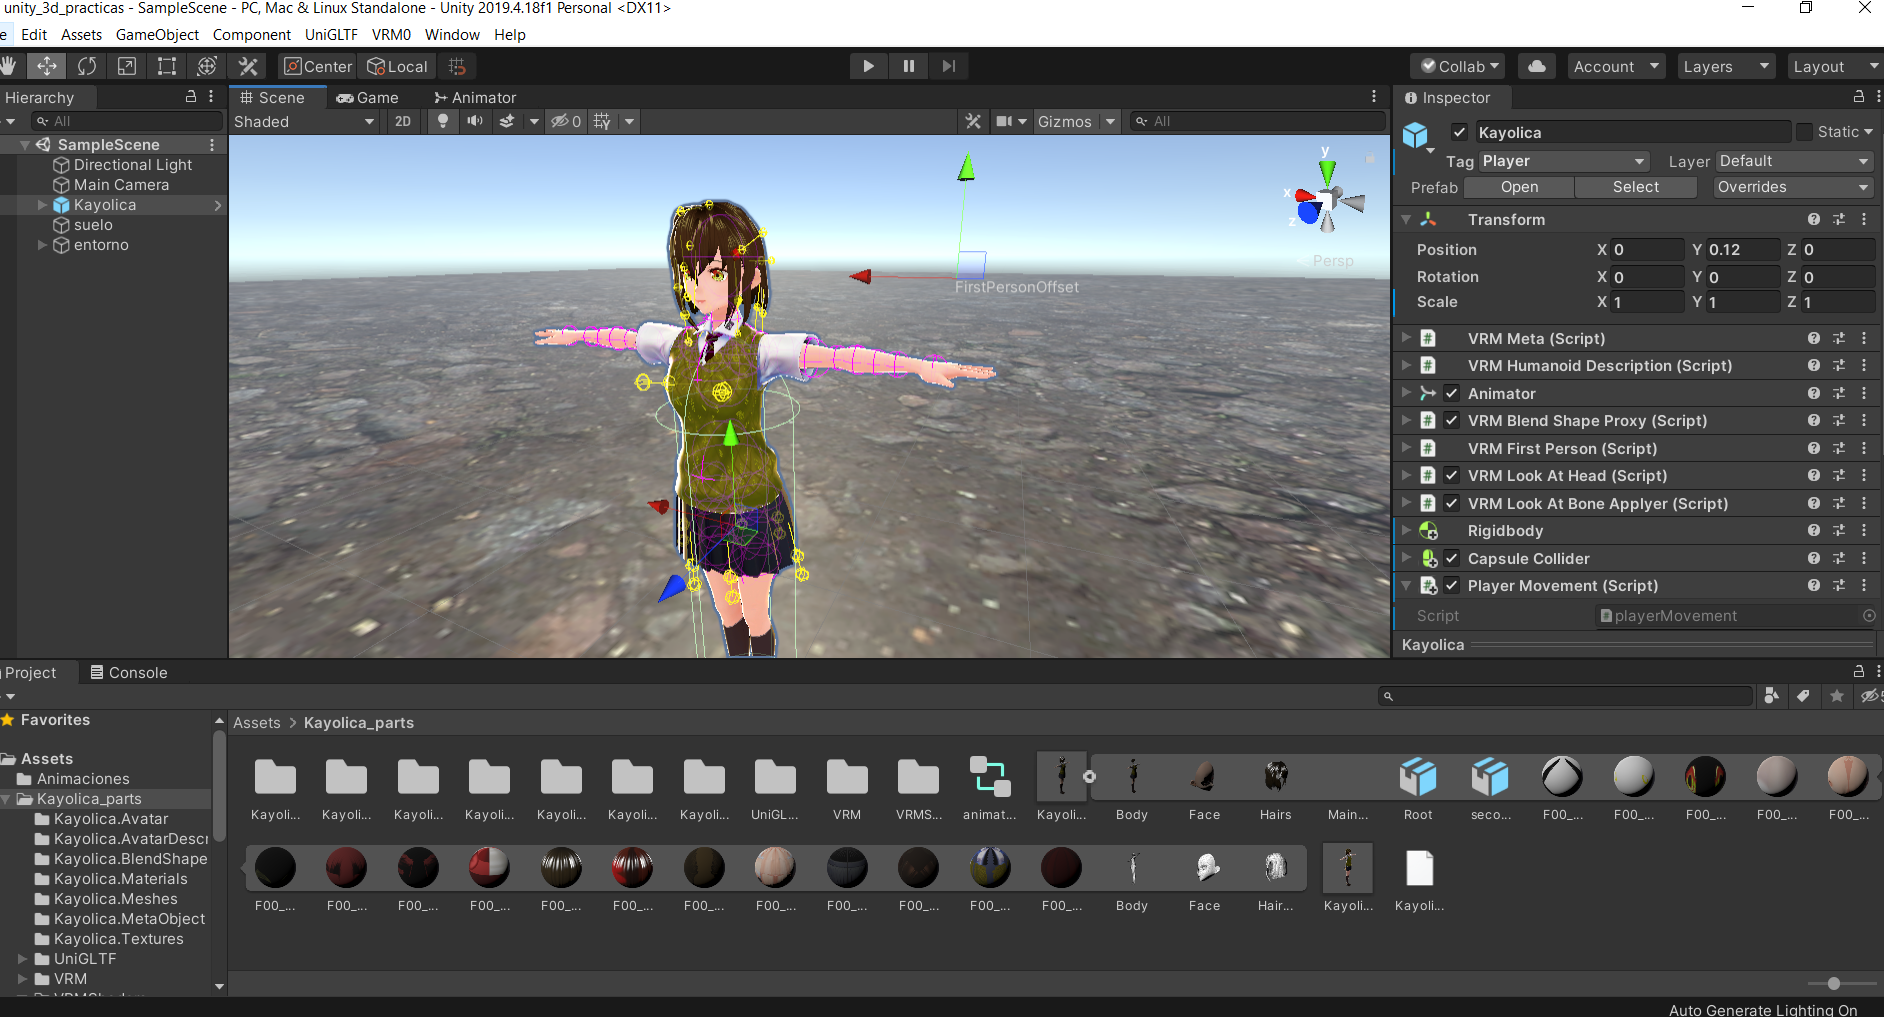 unity_3d_practicas - SampleScene - PC, Mac & Linux Standalone - Unity 2019.4.18f1 Personal <DX11>
e Edit Assets GameObject Component UniGLTF VRM0 Window Help
Center Local Collab Account Layers Layout
Hierarchy
All
SampleScene
Directional Light
Main Camera
Kayolica
suelo
entorno
Scene Game Animator
Shaded 2D 0 Gizmos All
y
x
z
Persp
FirstPersonOffset
Inspector
Kayolica Static
Tag Player Layer Default
Prefab Open Select Overrides
Transform
Position X 0 Y 0.12 Z 0
Rotation X 0 Y 0 Z 0
Scale X 1 Y 1 Z 1
VRM Meta (Script)
VRM Humanoid Description (Script)
Animator
VRM Blend Shape Proxy (Script)
VRM First Person (Script)
VRM Look At Head (Script)
VRM Look At Bone Applyer (Script)
Rigidbody
Capsule Collider
Player Movement (Script)
Script playerMovement
Kayolica
Project Console
Favorites
Assets
Animaciones
Kayolica_parts
Kayolica.Avatar
Kayolica.AvatarDescr
Kayolica.BlendShape
Kayolica.Materials
Kayolica.Meshes
Kayolica.MetaObject
Kayolica.Textures
UniGLTF
VRM
Assets > Kayolica_parts
Kayoli... Kayoli... Kayoli... Kayoli... Kayoli... Kayoli... Kayoli... UniGL... VRM VRMS... animat... Kayoli... Body Face Hairs Main... Root seco... F00_... F00_... F00_... F00_... F00_...
F00_... F00_... F00_... F00_... F00_... F00_... F00_... F00_... F00_... F00_... F00_... F00_... Body Face Hair... Kayoli... Kayoli...
Auto Generate Lighting On